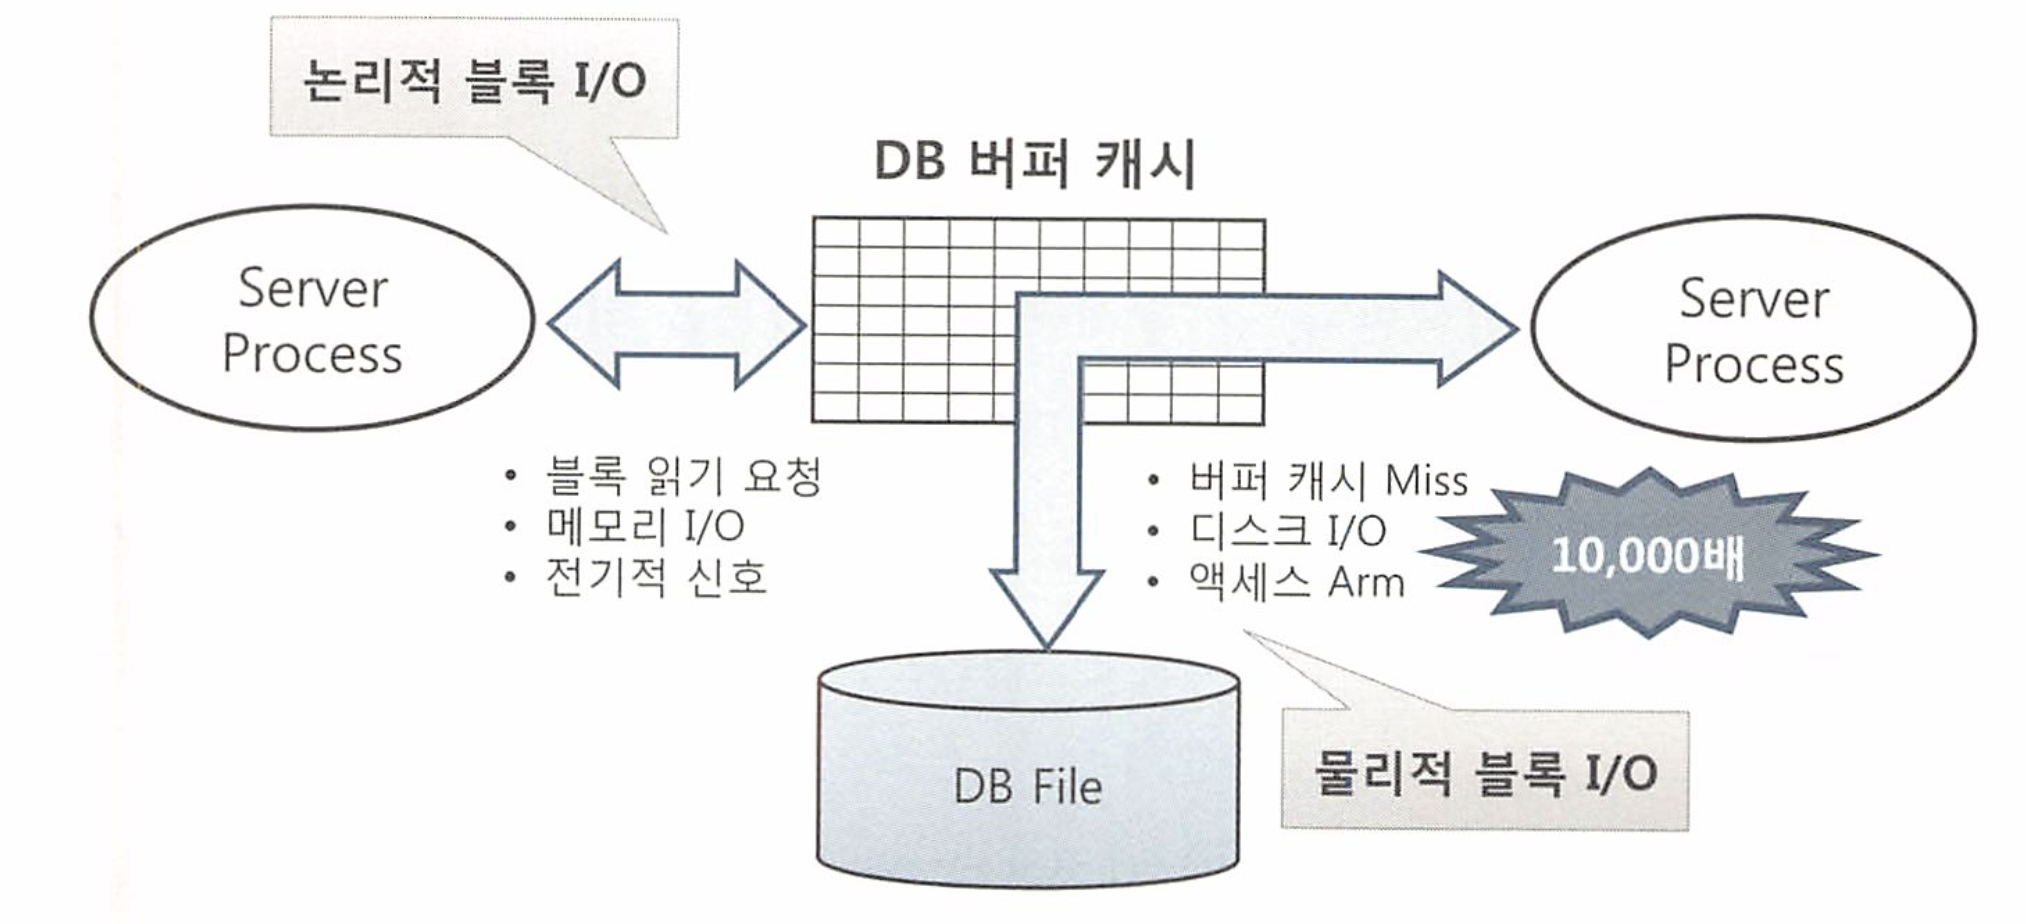 논리적 블록 I/O
DB 버퍼 캐시
Server
Process
Server
Process
• 블록 읽기 요청
• 메모리 I/O
• 전기적 신호
• 버퍼 캐시 Miss
• 디스크 I/O
• 액세스 Arm
10,000배
DB File
물리적 블록 I/O